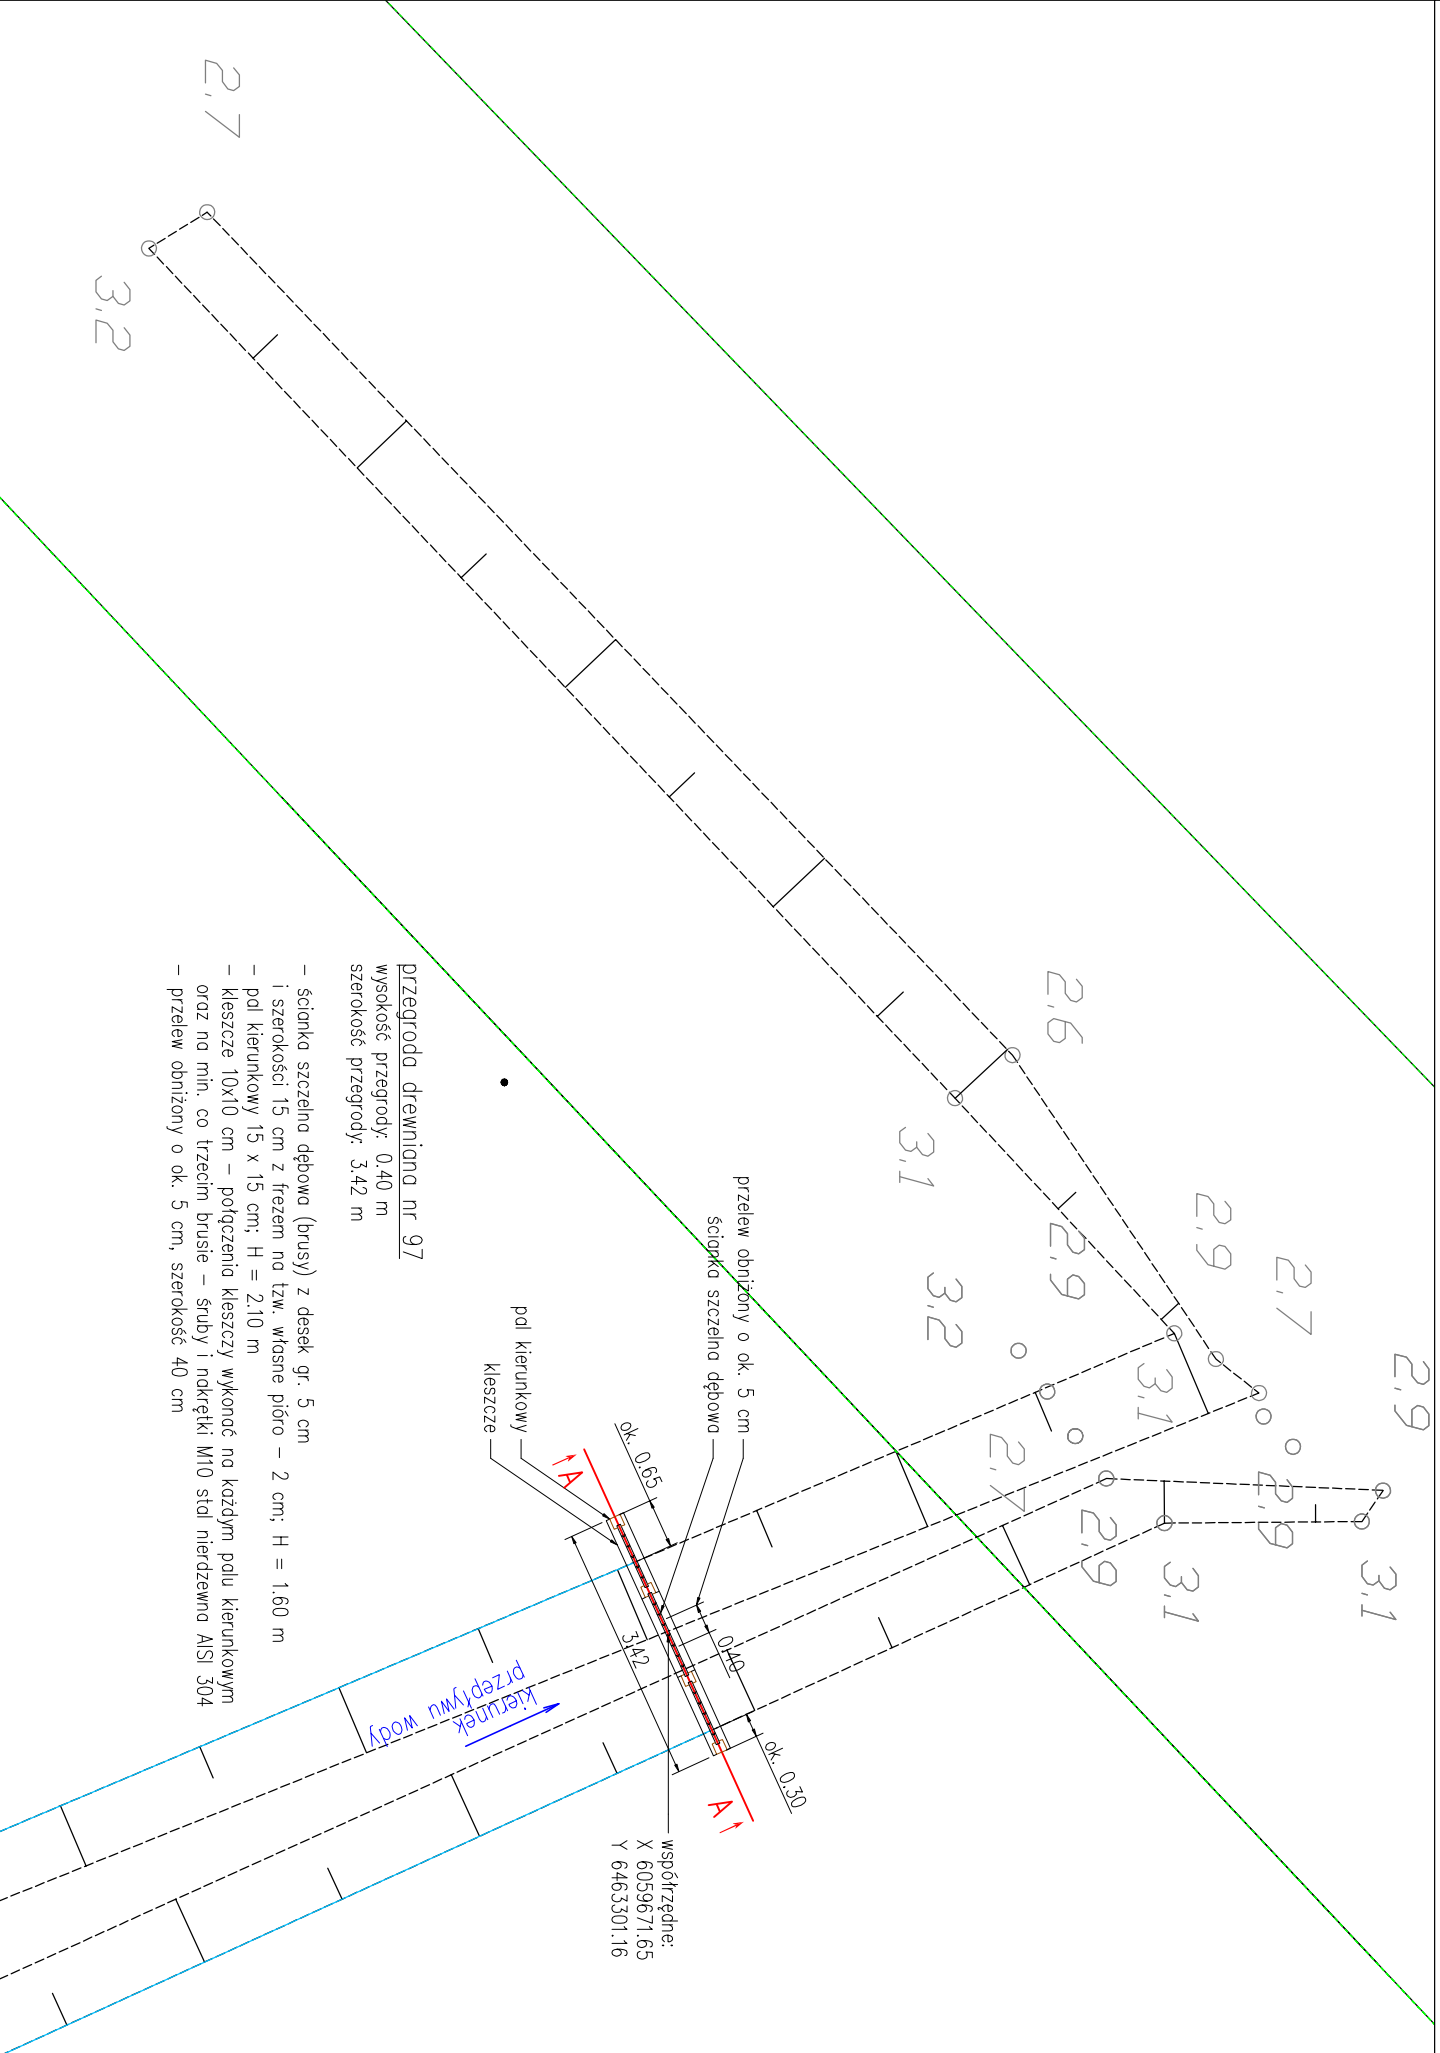 przegroda drewniana nr 97
wysokość przegrody: 0.40 m
szerokość przegrody: 3.42 m
- ścianka szczelna dębowa (brusy) z desek gr. 5 cm
i szerokości 15 cm z frezem na tzw. własne pióro - 2 cm; H = 1.60 m
- pal kierunkowy 15 x 15 cm; H = 2.10 m
- kleszcze 10x10 cm - połączenia kleszczy wykonać na każdym palu kierunkowym
oraz na min. co trzecim brusie - śruby i nakrętki M10 stal nierdzewna AISI 304
- przelew obniżony o ok. 5 cm, szerokość 40 cm
przelew obniżony o ok. 5 cm
ścianka szczelna dębowa
pal kierunkowy
kleszcze
ok. 0.65
0.40
3.42
ok. 0.30
A
A
kierunek
przepływu wody
współrzędne:
X 6059671.65
Y 6463301.16
2.7
3.2
2.6
3.1
2.9
2.7
2.9
3.2
2.9
3.1
2.7
2.9
2.9
3.1
3.1